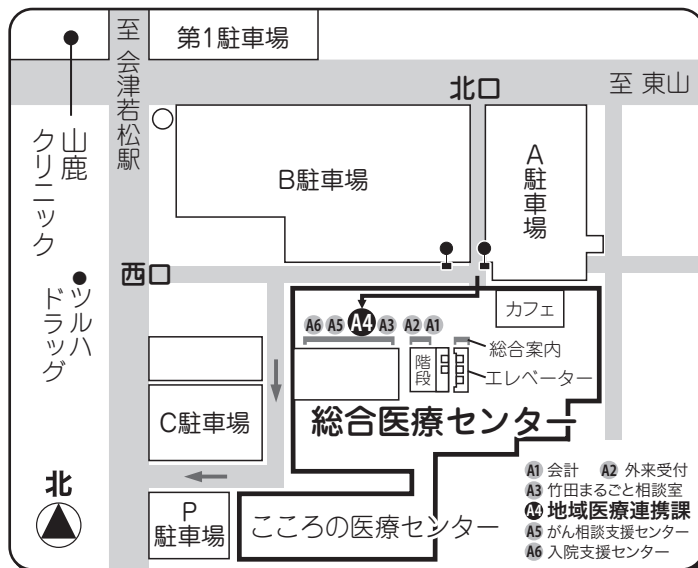 至 会津若松駅
第1駐車場
北口
至 東山
山鹿
クリニック
B駐車場
A駐車場
ツルハ
ドラッグ
西口
カフェ
A6 A5 A4 A3 A2 A1
総合案内
階段
エレベーター
総合医療センター
C駐車場
A1 会計 A2 外来受付
A3 竹田まるごと相談室
A4 地域医療連携課
A5 がん相談支援センター
A6 入院支援センター
北
P
駐車場
こころの医療センター